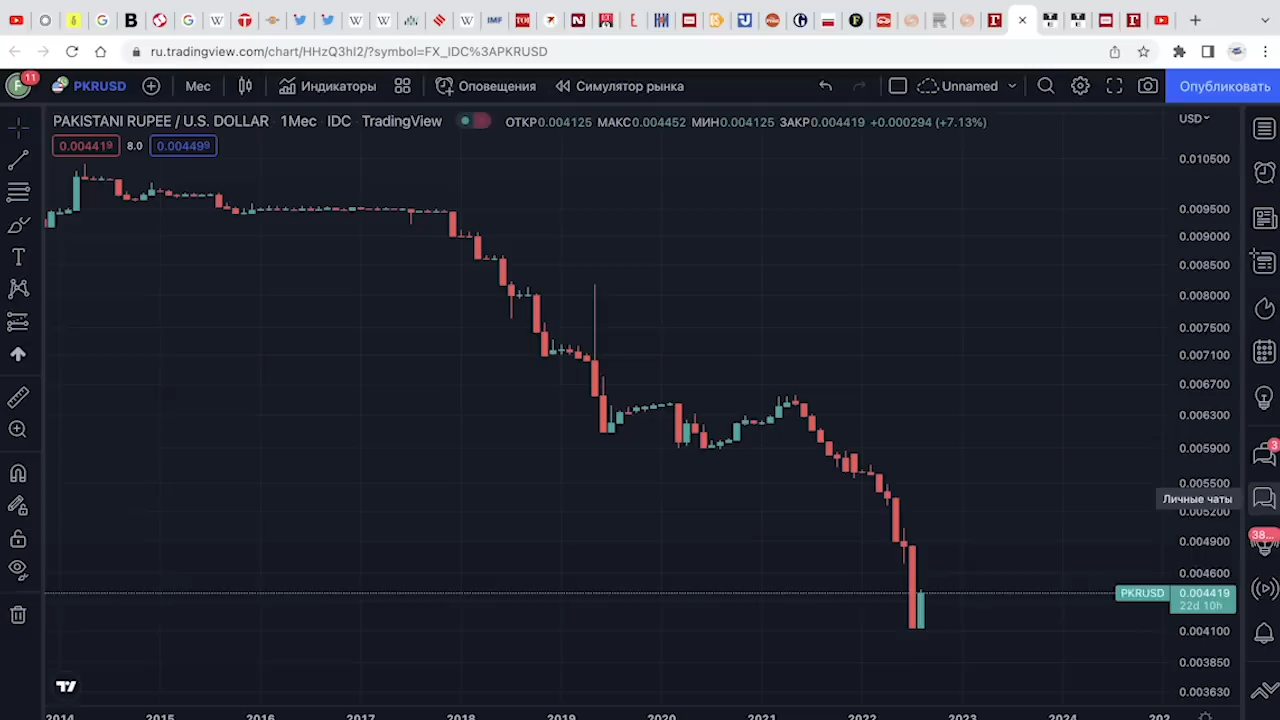 ru.tradingview.com/chart/HHzQ3hI2/?symbol=FX_IDC%3APKRUSD
11 PKRUSD Мес Индикаторы Оповещения Симулятор рынка Unnamed Опубликовать
PAKISTANI RUPEE / U.S. DOLLAR 1Мес IDC TradingView ОТКР0.004125 МАКС0.004452 МИН0.004125 ЗАКР0.004419 +0.000294 (+7.13%) USD
0.004419 8.0 0.004499
0.010500
0.009500
0.009000
0.008500
0.008000
0.007500
0.007100
0.006700
0.006300
0.005900
0.005500
Личные чаты
0.005200
0.004900
0.004600
PKRUSD 0.004419
22d 10h
0.004100
0.003850
0.003630
3
38...
2014 2015 2016 2017 2018 2019 2020 2021 2022 2023 2024 202